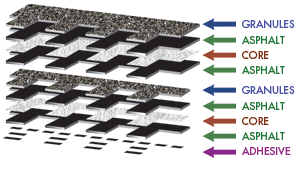 GRANULES
ASPHALT
CORE
ASPHALT
GRANULES
ASPHALT
CORE
ASPHALT
ADHESIVE